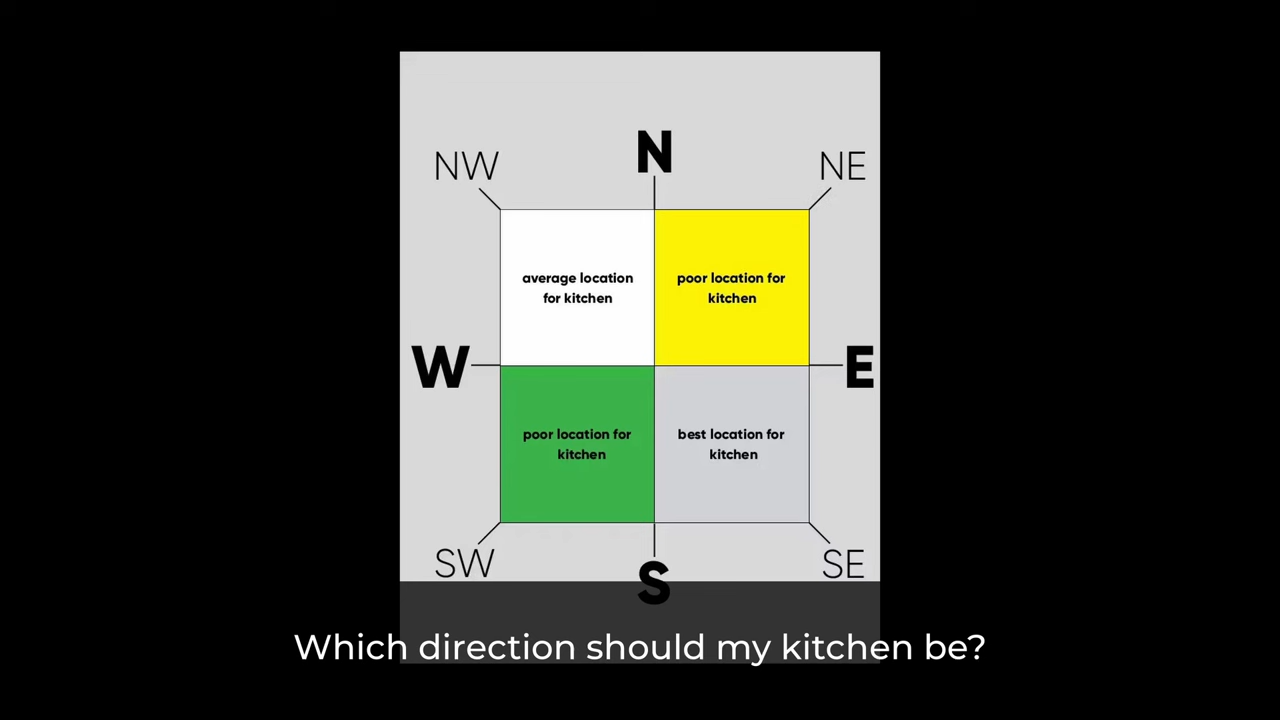 N
NW
NE
average location
for kitchen
poor location for
kitchen
W
E
poor location for
kitchen
best location for
kitchen
SW
S
SE
Which direction should my kitchen be?